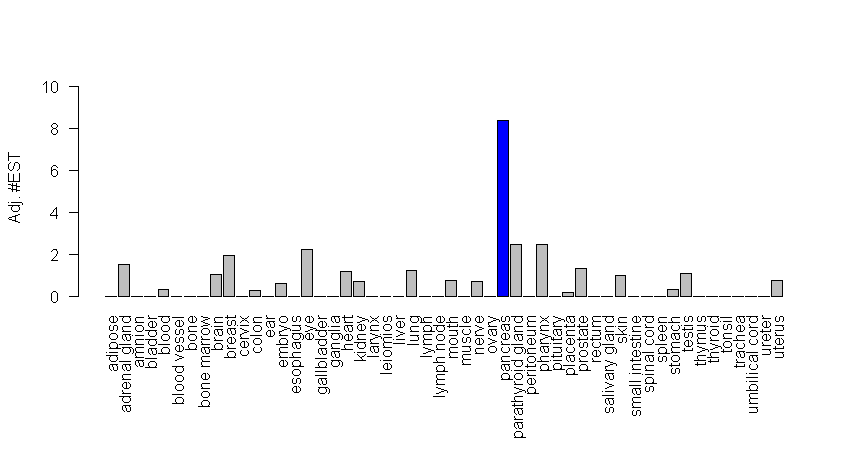 10
8
6
4
2
0
Adj. #EST
adipose
adrenal gland
amnion
bladder
blood
blood vessel
bone
bone marrow
brain
breast
cervix
colon
ear
embryo
esophagus
eye
gallbladder
ganglia
heart
kidney
larynx
leiomios
liver
lung
lymph
lymph node
mouth
muscle
nerve
ovary
pancreas
parathyroid gland
peritoneum
pharynx
pituitary
placenta
prostate
rectum
salivary gland
skin
small intestine
spinal cord
spleen
stomach
testis
thymus
thyroid
tonsil
trachea
umbilical cord
ureter
uterus